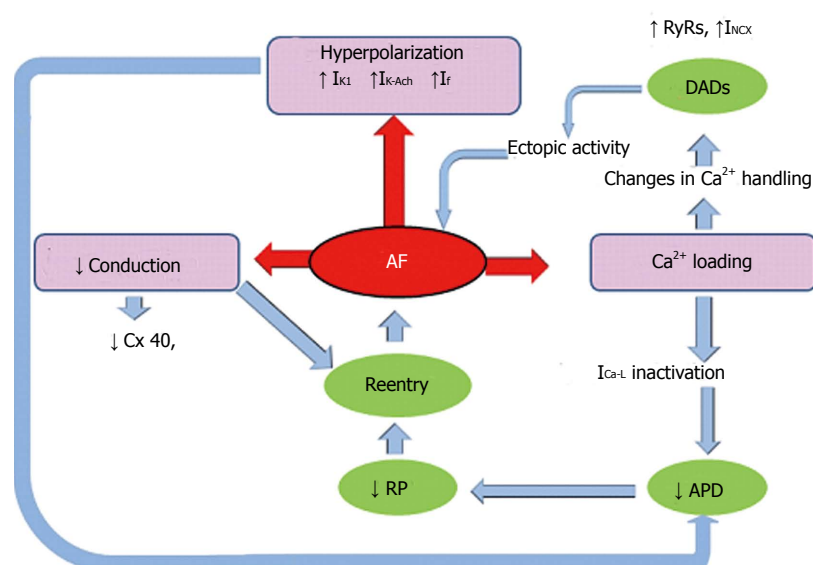 ↑ RyRs, ↑INCX
Hyperpolarization
↑ IK1 ↑IK-Ach ↑If
DADs
Ectopic activity
Changes in Ca2+ handling
↓ Conduction
AF
Ca2+ loading
↓ Cx 40,
Reentry
ICa-L inactivation
↓ RP
↓ APD